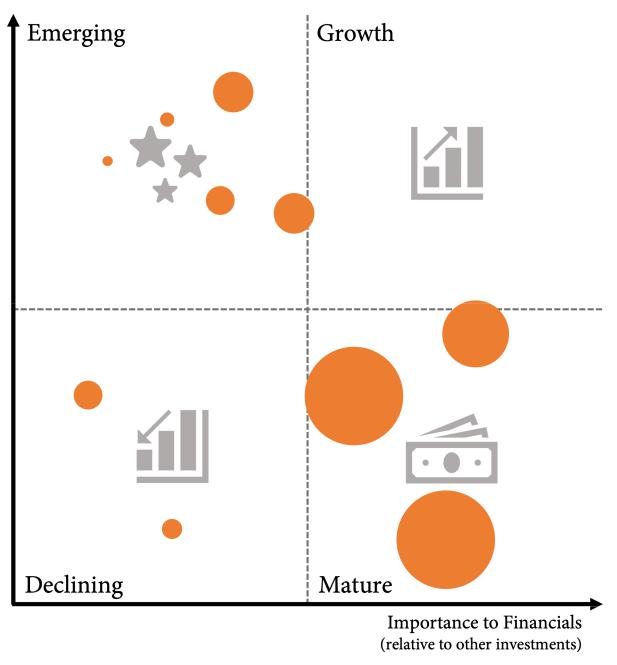 Emerging
Growth
Declining
Mature
Importance to Financials
(relative to other investments)